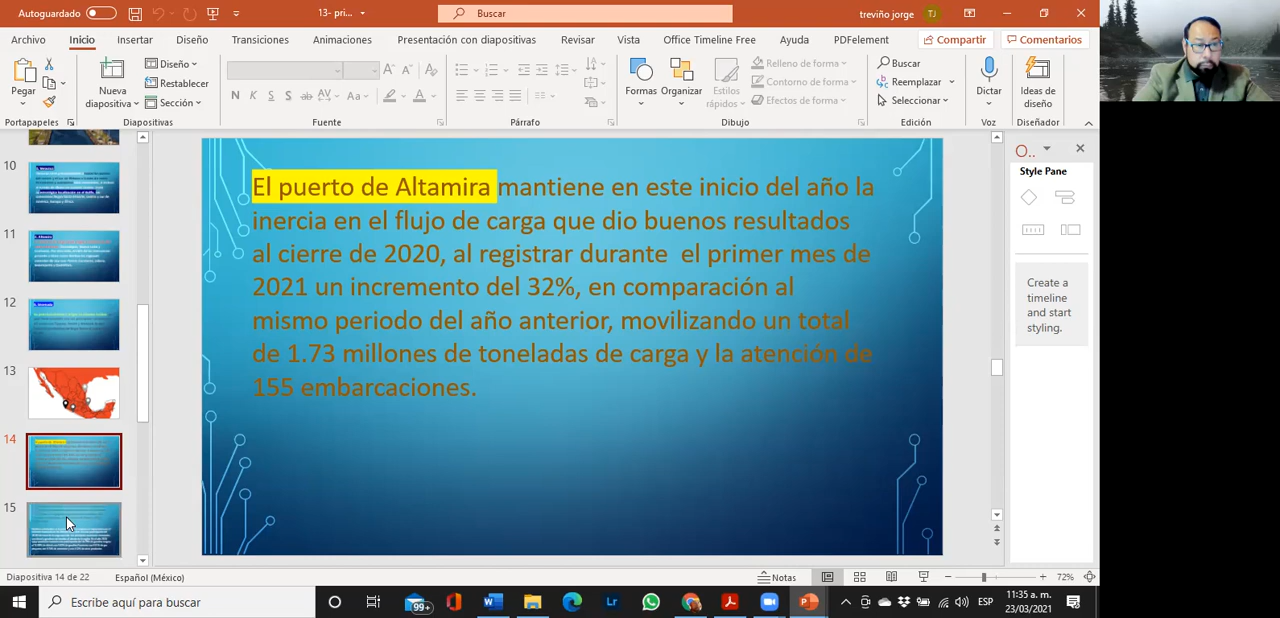 Autoguardado
13- pri...
Buscar
treviño jorge
TJ
Archivo
Inicio
Insertar
Diseño
Transiciones
Animaciones
Presentación con diapositivas
Revisar
Vista
Office Timeline Free
Ayuda
PDFelement
Compartir
Comentarios
Pegar
Nueva
diapositiva
Diseño
Restablecer
Sección
N K S S ab AV Aa A
Formas
Organizar
Estilos
rápidos
Relleno de forma
Contorno de forma
Efectos de forma
Buscar
Reemplazar
Seleccionar
Dictar
Ideas de
diseño
Portapapeles
Diapositivas
Fuente
Párrafo
Dibujo
Edición
Voz
Diseñador
10
11
12
13
14
15
El puerto de Altamira mantiene en este inicio del año la
inercia en el flujo de carga que dio buenos resultados
al cierre de 2020, al registrar durante el primer mes de
2021 un incremento del 32%, en comparación al
mismo periodo del año anterior, movilizando un total
de 1.73 millones de toneladas de carga y la atención de
155 embarcaciones.
O...
Style Pane
Create a
timeline
and start
styling.
Diapositiva 14 de 22
Español (México)
Notas
72%
Escribe aquí para buscar
99+
Lr
ESP
11:35 a. m.
23/03/2021